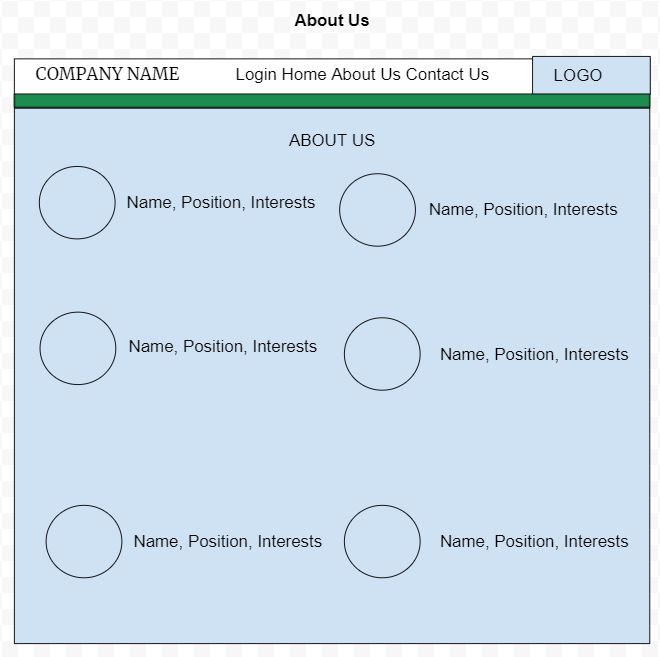 About Us
COMPANY NAME Login Home About Us Contact Us LOGO
ABOUT US
Name, Position, Interests
Name, Position, Interests
Name, Position, Interests
Name, Position, Interests
Name, Position, Interests
Name, Position, Interests